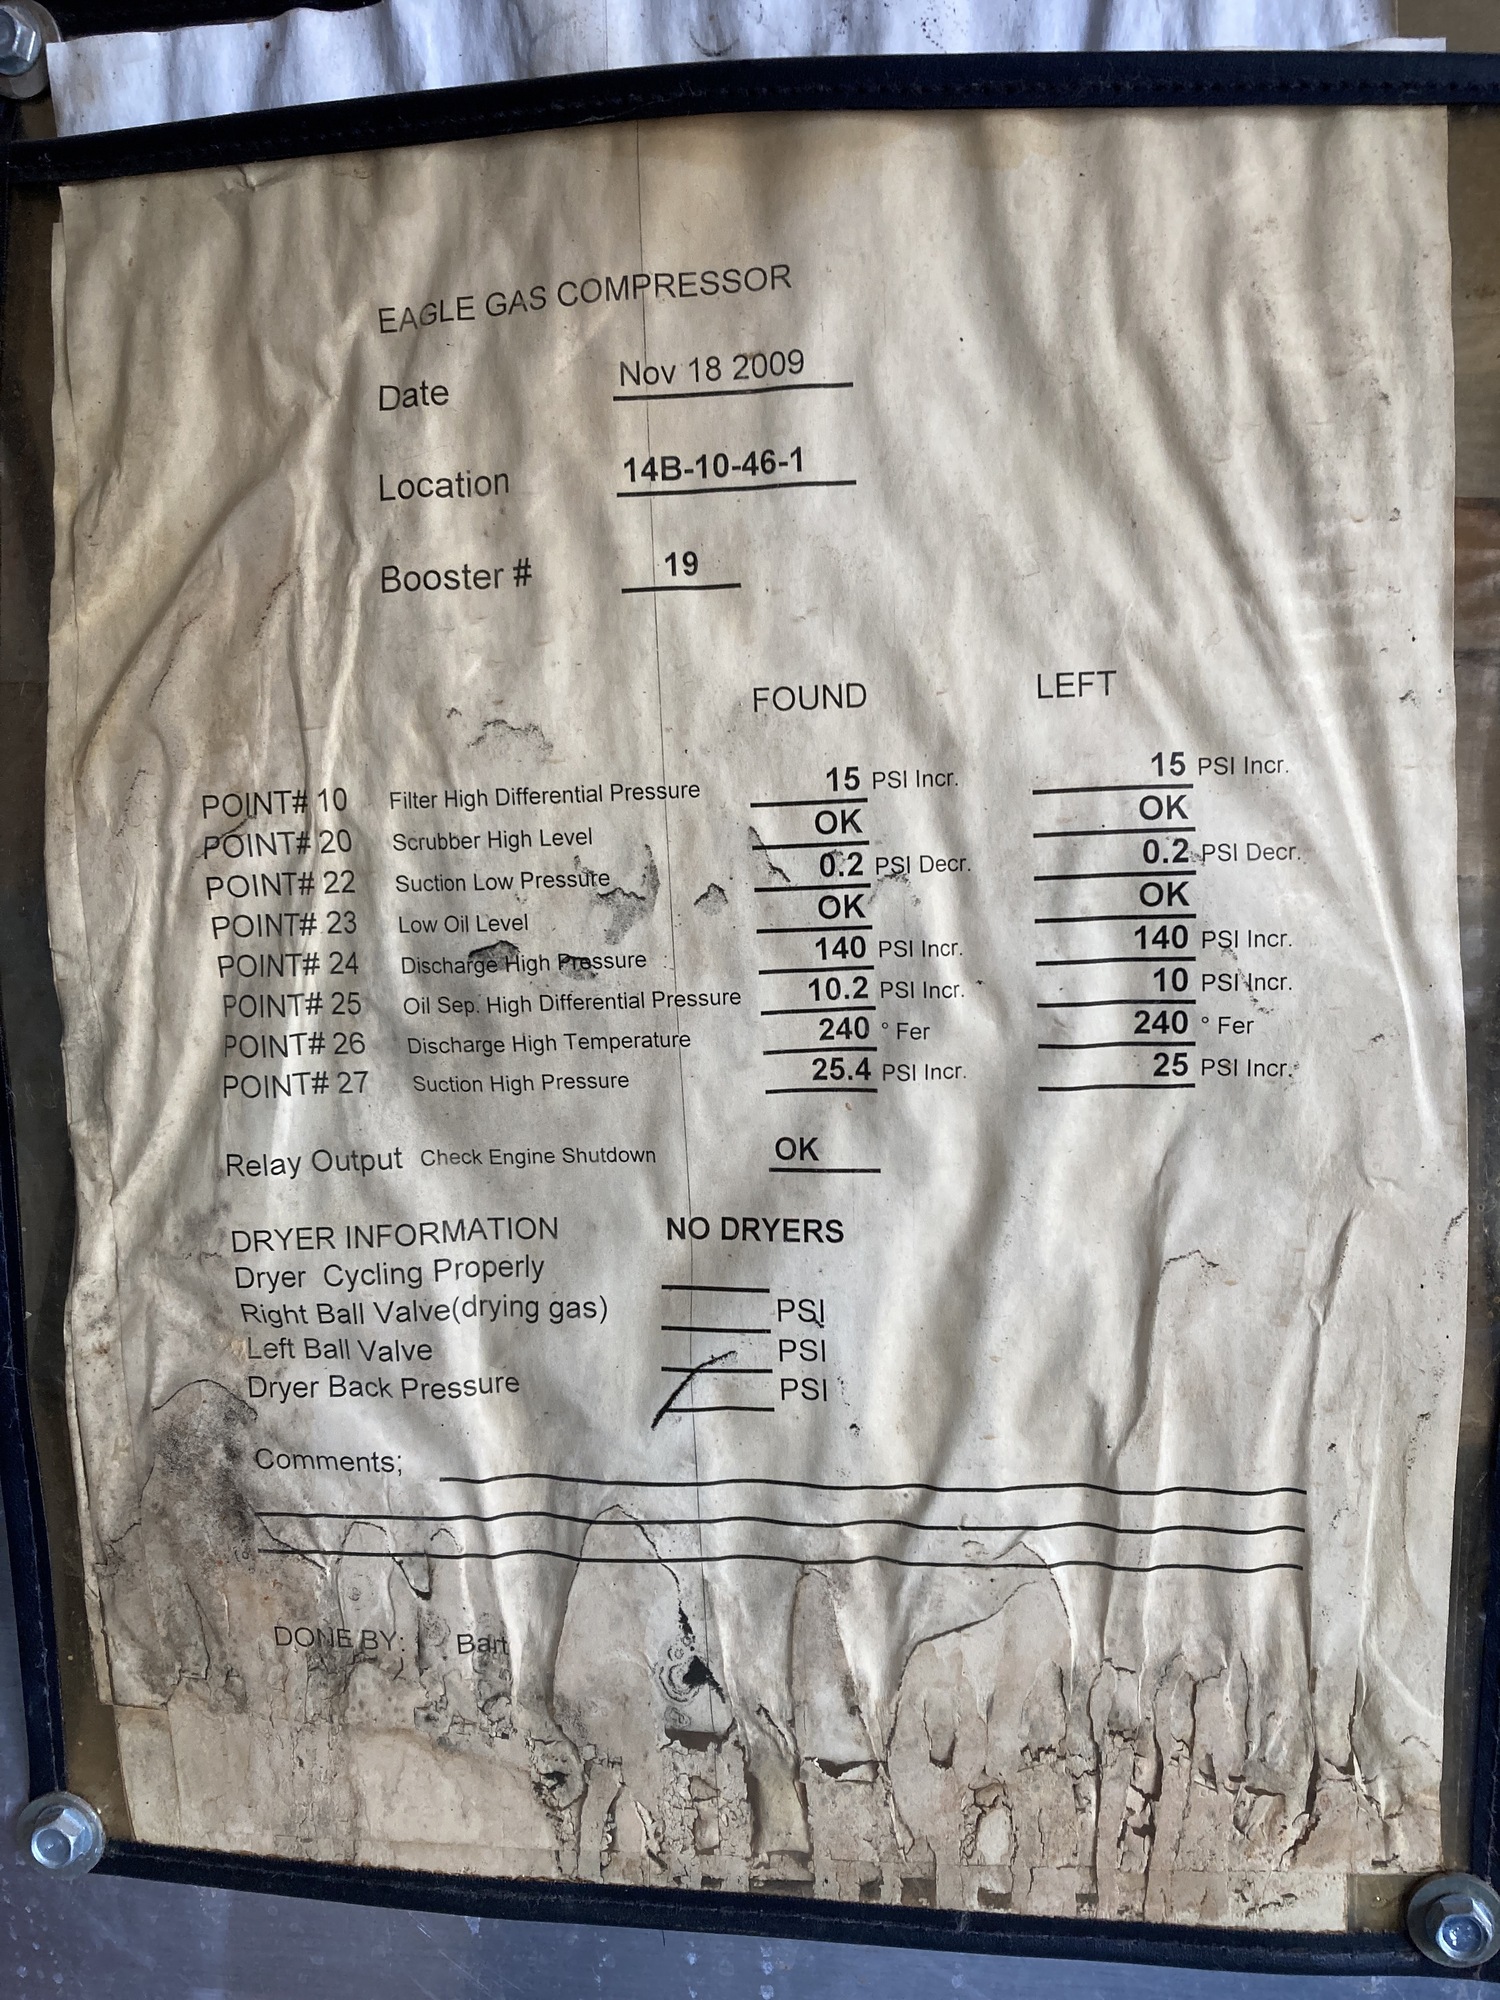 EAGLE GAS COMPRESSOR
Date Nov 18 2009
Location 14B-10-46-1
Booster # 19
FOUND LEFT
POINT# 10 Filter High Differential Pressure 15 PSI Incr. 15 PSI Incr.
POINT# 20 Scrubber High Level OK OK
POINT# 22 Suction Low Pressure 0.2 PSI Decr. 0.2 PSI Decr.
POINT# 23 Low Oil Level OK OK
POINT# 24 Discharge High Pressure 140 PSI Incr. 140 PSI Incr.
POINT# 25 Oil Sep. High Differential Pressure 10.2 PSI Incr. 10 PSI Incr.
POINT# 26 Discharge High Temperature 240 ° Fer 240 ° Fer
POINT# 27 Suction High Pressure 25.4 PSI Incr. 25 PSI Incr.
Relay Output Check Engine Shutdown OK
DRYER INFORMATION NO DRYERS
Dryer Cycling Properly
Right Ball Valve(drying gas) PSI
Left Ball Valve PSI
Dryer Back Pressure PSI
Comments;
DONE BY: Bart